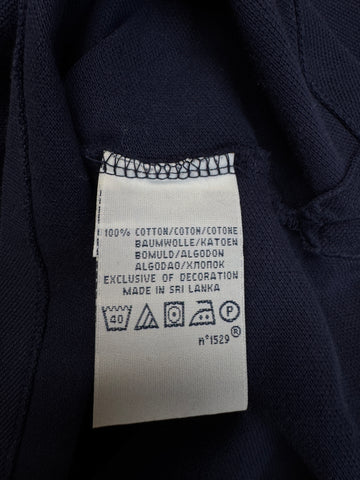 100% COTTON/COTON/COTONE
BAUMWOLLE/KATOEN
BOMULD/ALGODON
ALGODAO/ХЛОПОК
EXCLUSIVE OF DECORATION
MADE IN SRI LANKA
40 P
n°1529 ®